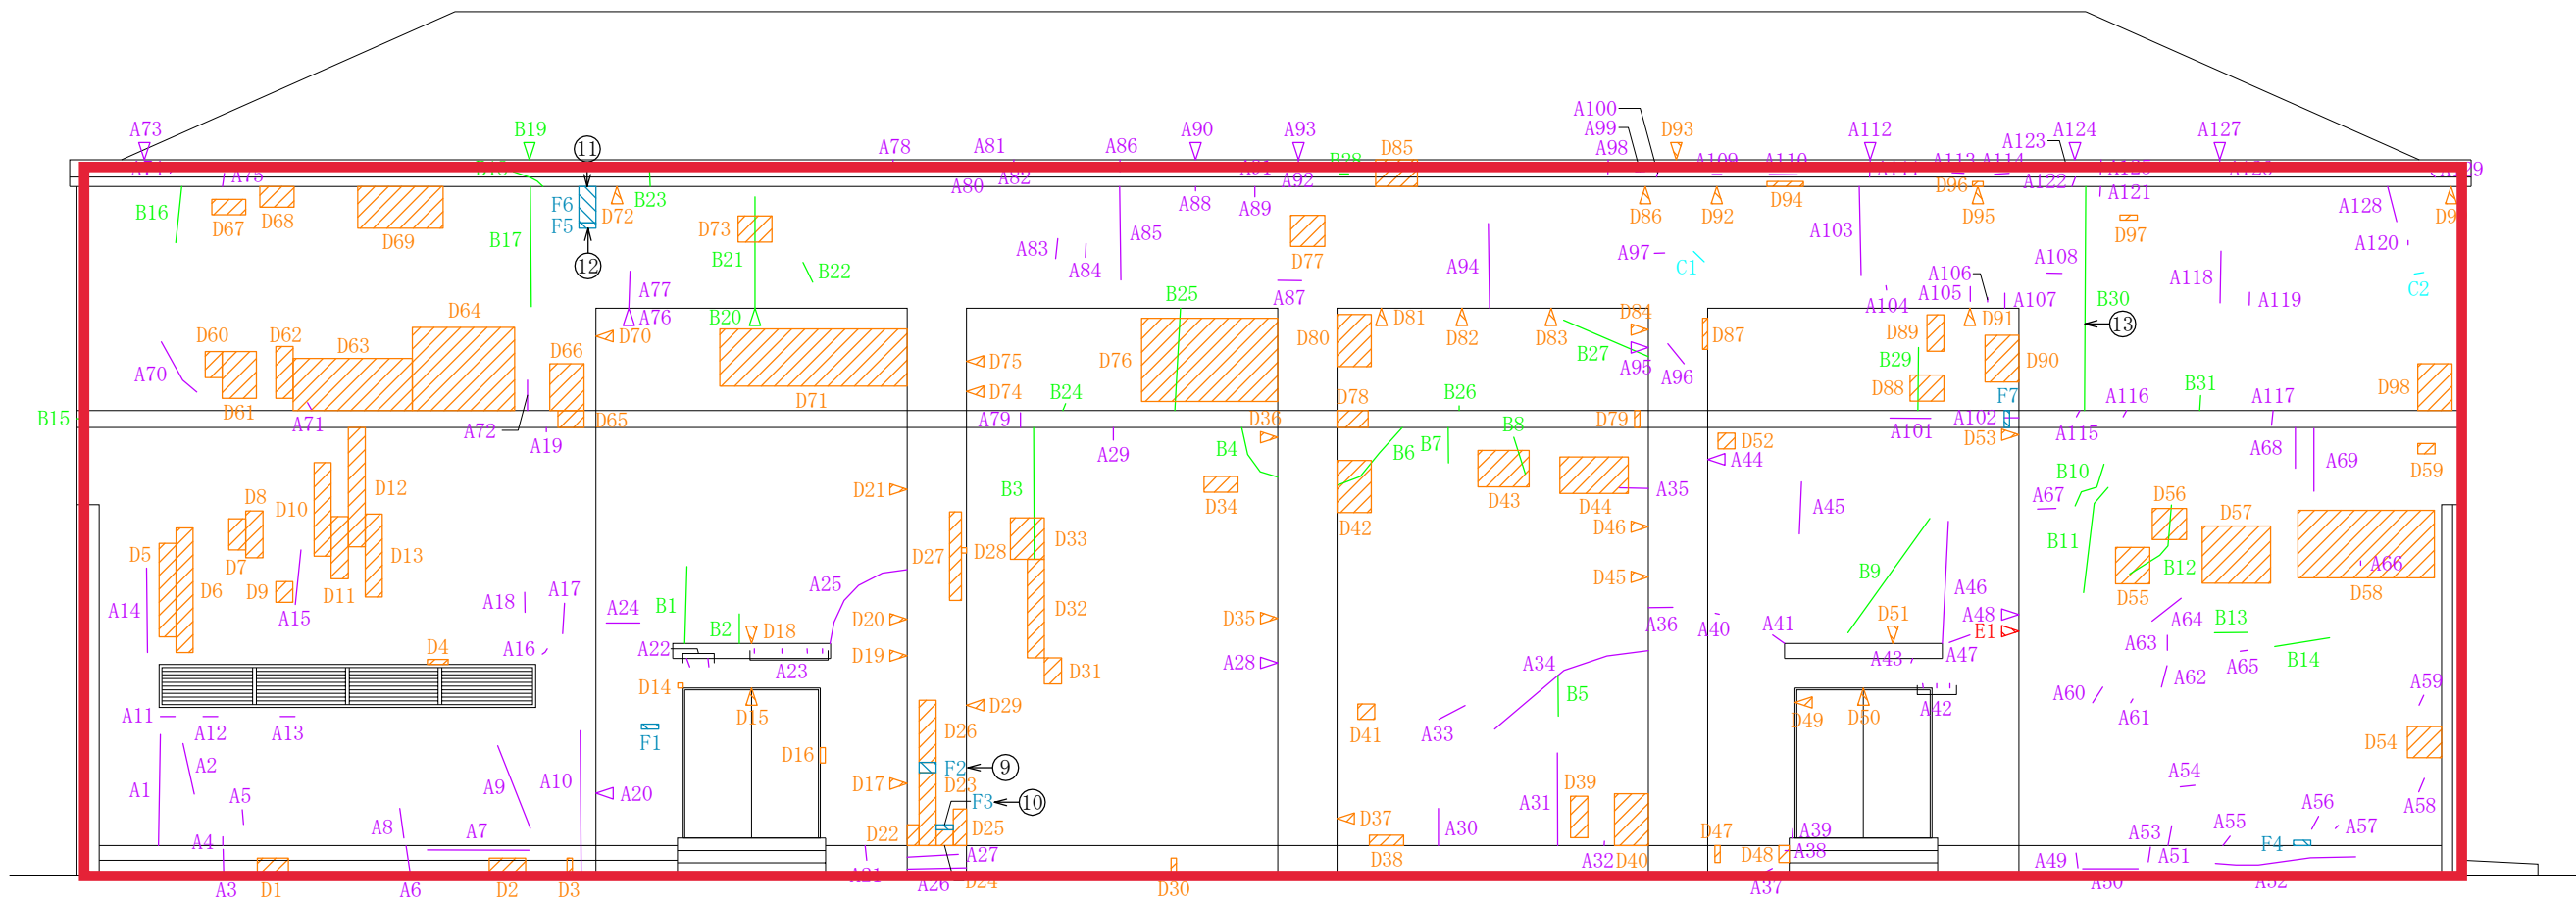 A100
A73 B19 A99 D93 A112 A123 A124 A127
A90 A93
11 A78 A81 A86 D85 A98
A75 A80 A82 A92 A110 A113 A114 D96 A122 A121
B16 D67 D68 D69 F6 F5 D72 B23 A88 A89 D86 D92 D94 D95 A128
B17 12 D73 B21 B22 A83 A84 A85 D77 A97 C1 A103 D97 A120
A77 A87 A94 A106 A105 A104 A107 A108 A118 A119 C2
D60 D62 D63 D64 A76 B20 B25 D81 D82 D83 D84 D87 D89 D91 B30 13
A70 D61 D66 D70 D71 D75 D76 D74 D80 B27 A95 A96 B29 D88 D90 D98
B15 A71 A72 D65 B24 D78 B26 F7 B31 A116 A117
A19 A79 A29 D36 B4 B6 B7 B8 D79 D52 A101 A102 D53 A115 A68 A69 D59
D21 B3 D34 D43 D44 A35 A44 B10 A67
D5 D8 D10 D12 D42 D46 A45 D56 D57
D7 D6 D9 D11 D13 D27 D28 D33 B11 B12 D55 A66 D58
A14 A15 A18 A17 A24 B1 A25 D32 D45 B9 A46 A64
D4 A16 A22 B2 D18 D20 D35 A36 A40 A41 D51 A48 E1 A63 B13
A23 D19 D31 A28 A34 A43 A47 A65 B14
D14 D15 D29 B5 D49 D50 A42 A60 A62 A61 A59
A11 A12 A13 F1 D16 D26 D41 A33 D54
A1 A2 A9 A10 D17 F2 9 D23 A54
A5 A20 F3 10 A31 D39 A58
A4 A8 A7 D22 D25 D37 A30 D47 A39 A53 A55 A56 A57
A27 D38 A32 D40 D48 A38 A49 A51 F4
A3 D1 A6 D2 D3 A26 D24 D30 A37 A50